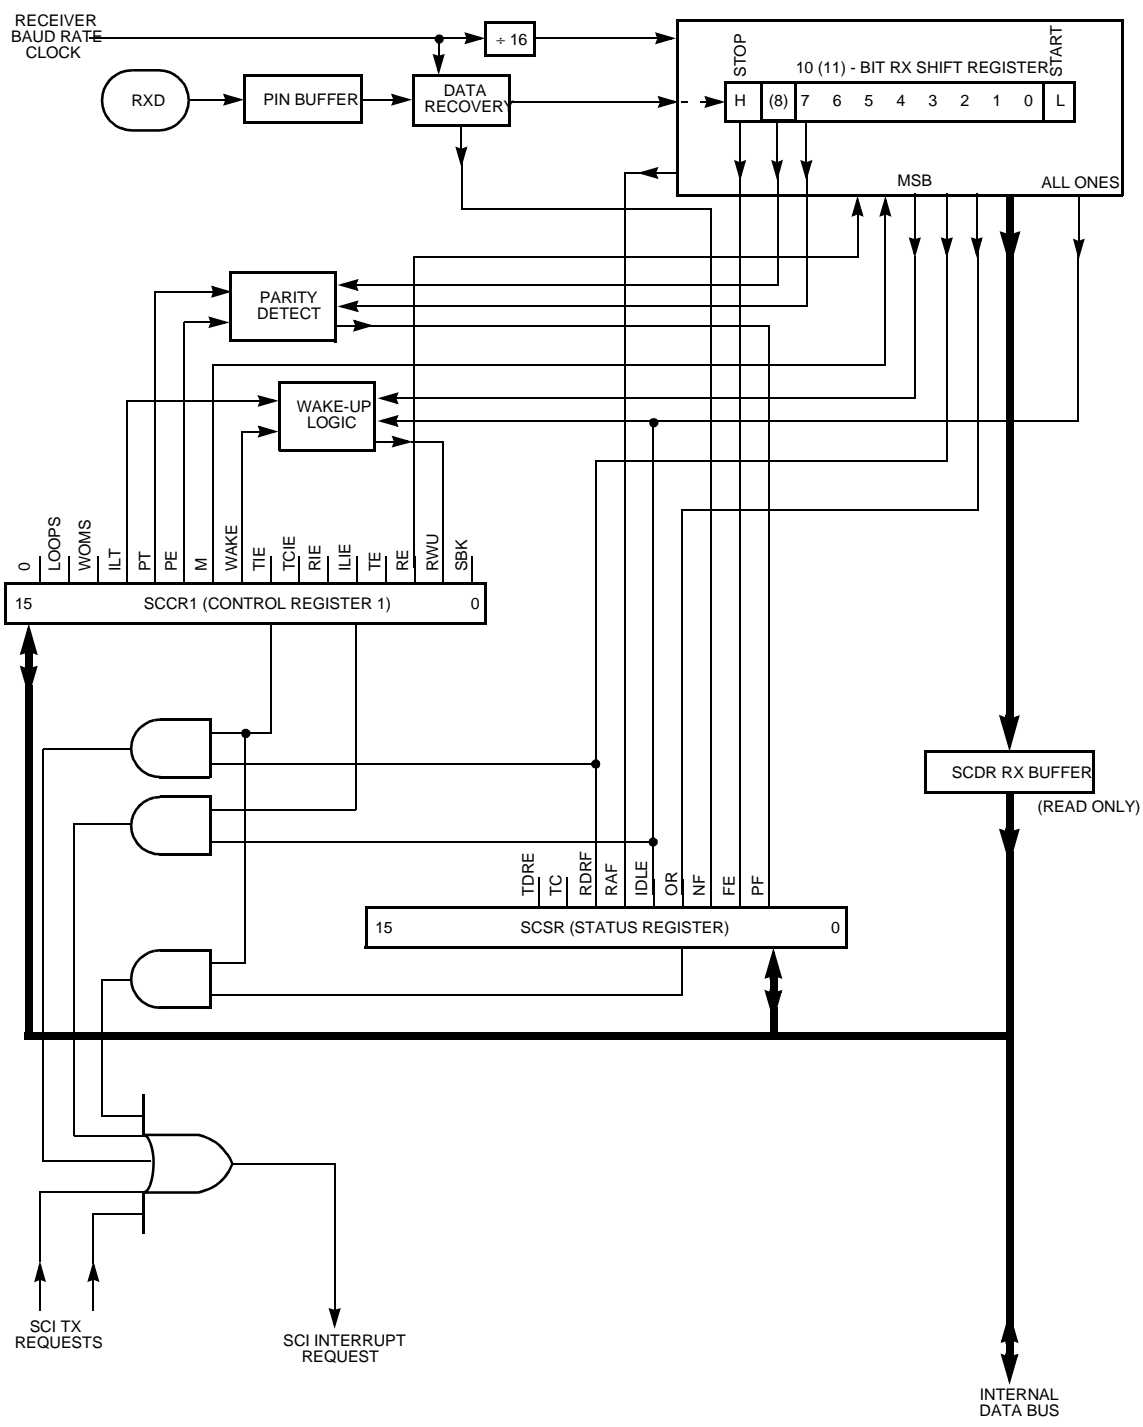 RECEIVER
BAUD RATE
CLOCK
÷ 16
STOP
START
10 (11) - BIT RX SHIFT REGISTER
RXD
PIN BUFFER
DATA
RECOVERY
H (8) 7 6 5 4 3 2 1 0 L
MSB
ALL ONES
PARITY
DETECT
WAKE-UP
LOGIC
0
LOOPS
WOMS
ILT
PT
PE
M
WAKE
TIE
TCIE
RIE
ILIE
TE
RE
RWU
SBK
15 SCCR1 (CONTROL REGISTER 1) 0
SCDR RX BUFFER
(READ ONLY)
TDRE
TC
RDRF
RAF
IDLE
OR
NF
FE
PF
15 SCSR (STATUS REGISTER) 0
SCI TX
REQUESTS
SCI INTERRUPT
REQUEST
INTERNAL
DATA BUS